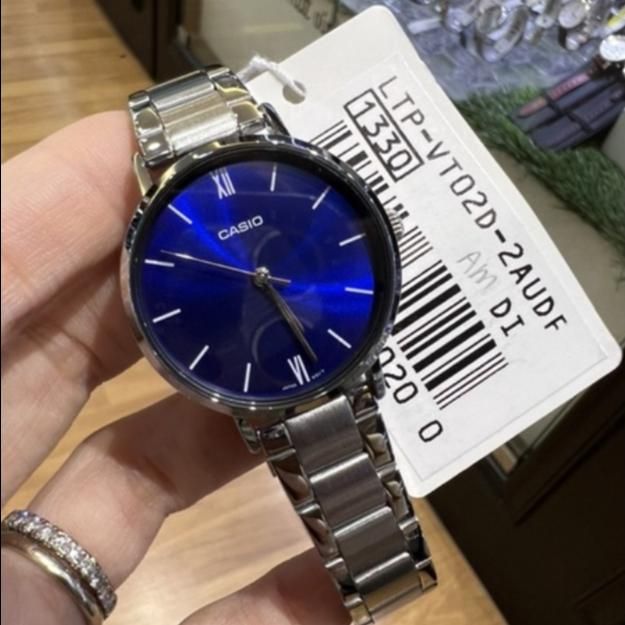 LTP-VT02D-2AUDF
1330
AM DI
020 0
XII
CASIO
VI